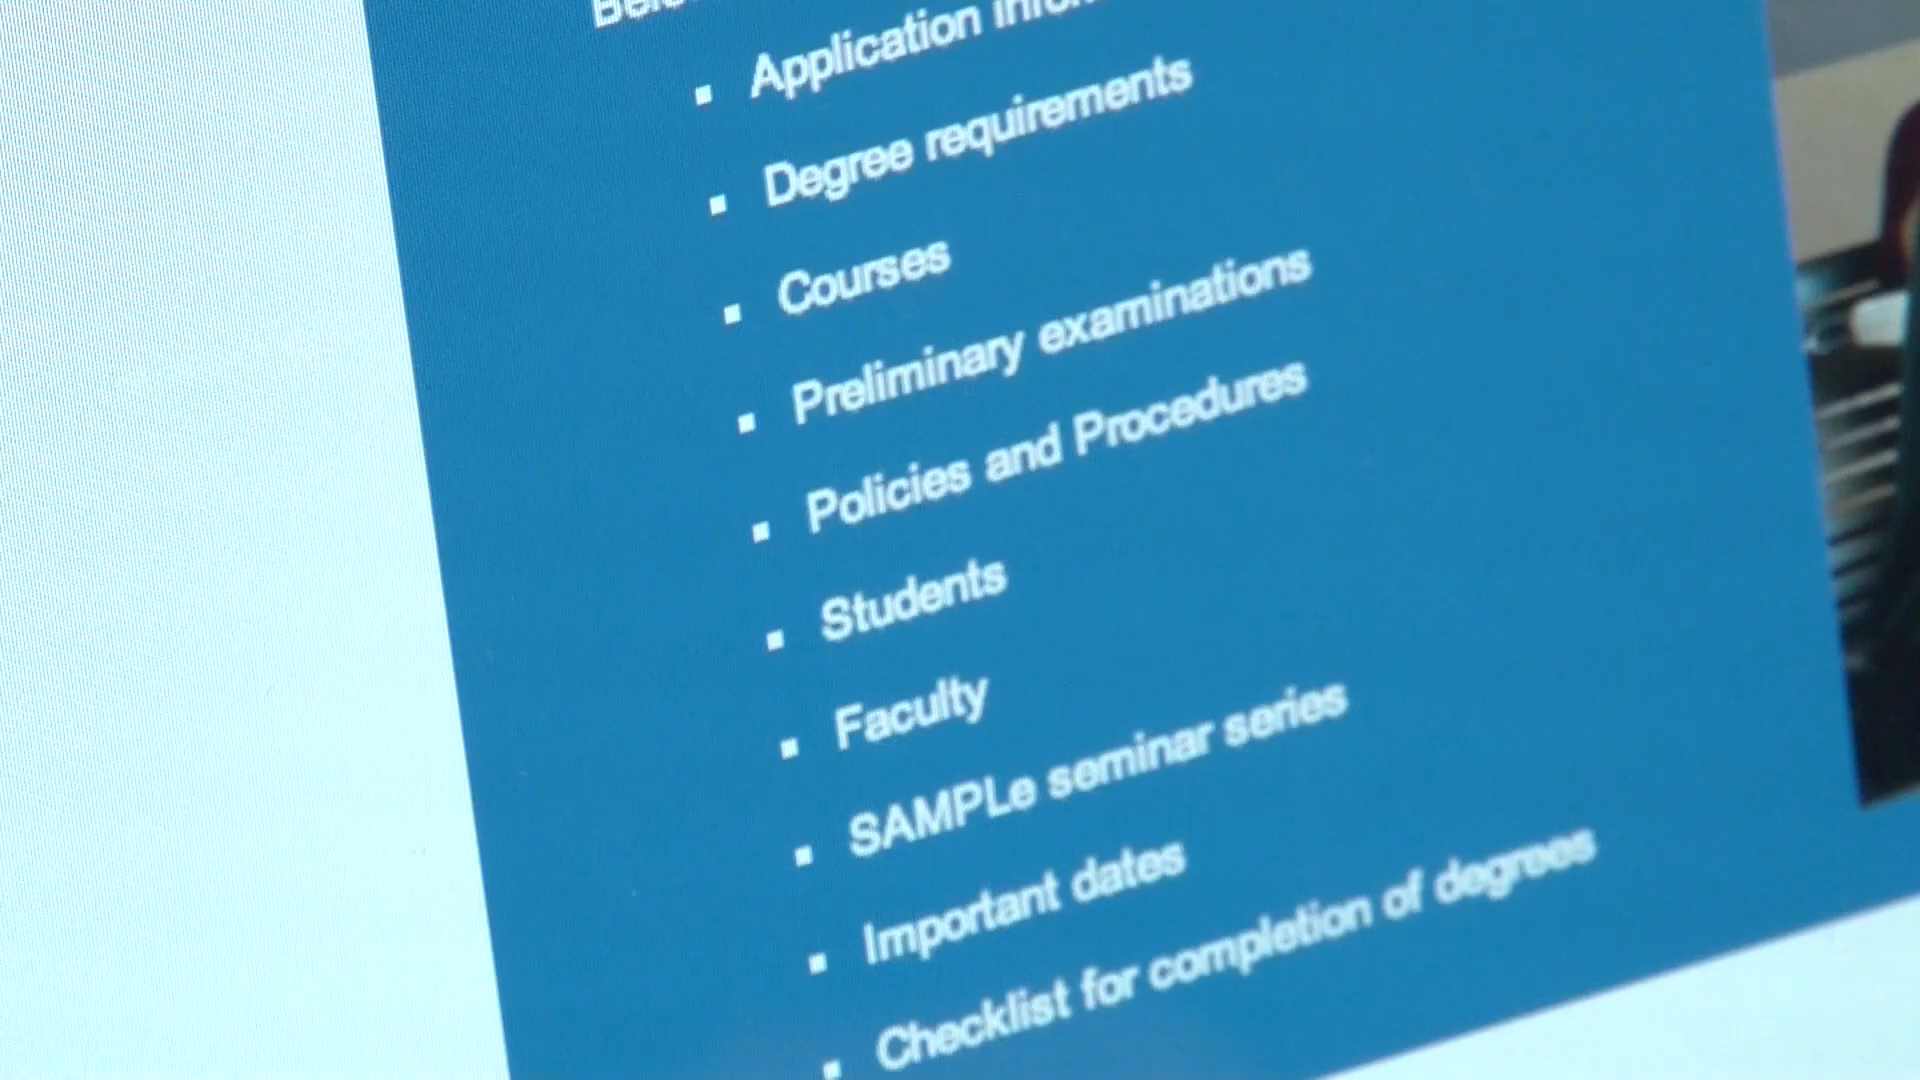 Application
Degree requirements
Courses
Preliminary examinations
Policies and Procedures
Students
Faculty
SAMPLe seminar series
Important dates
Checklist for completion of degrees